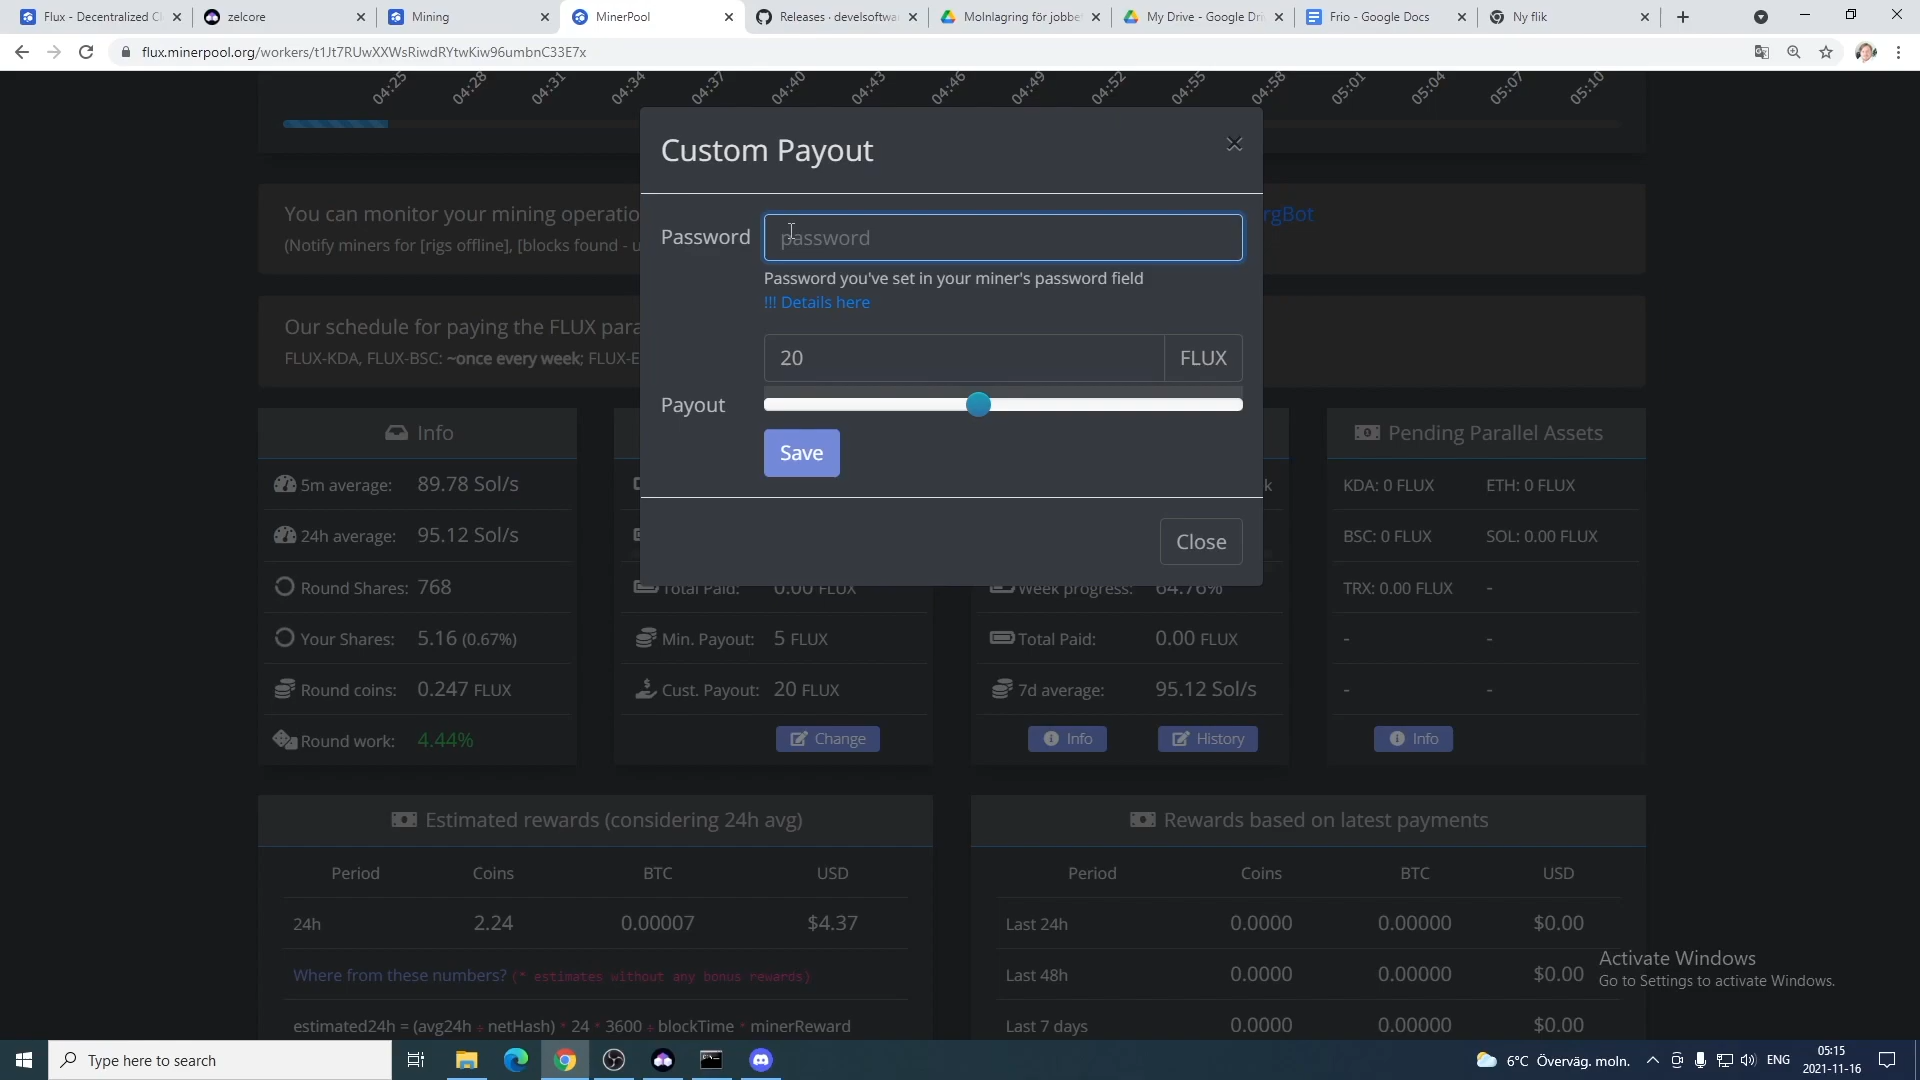 Flux - Decentralized Cl
zelcore
Mining
MinerPool
Releases · develsoftwar
Molnlagring för jobbet
My Drive - Google Dri
Frio - Google Docs
Ny flik
flux.minerpool.org/workers/t1Jt7RUwXXWsRiwdRYtwKiw96umbnC33E7x
04:25 04:28 04:31 04:34 04:37 04:40 04:43 04:46 04:49 04:52 04:55 04:58 05:01 05:04 05:07 05:10
Custom Payout
You can monitor your mining operatio
rgBot
(Notify miners for [rigs offline], [blocks found - u
Password
password
Password you've set in your miner's password field
!!! Details here
Our schedule for paying the FLUX para
FLUX-KDA, FLUX-BSC: ~once every week; FLUX-E
20 FLUX
Payout
Save
Close
Info
5m average: 89.78 Sol/s
24h average: 95.12 Sol/s
Round Shares: 768
Your Shares: 5.16 (0.67%)
Round coins: 0.247 FLUX
Round work: 4.44%
Total Paid: 0.00 FLUX
Min. Payout: 5 FLUX
Cust. Payout: 20 FLUX
Change
k
Week progress: 64.76%
Total Paid: 0.00 FLUX
7d average: 95.12 Sol/s
Info History
Pending Parallel Assets
KDA: 0 FLUX ETH: 0 FLUX
BSC: 0 FLUX SOL: 0.00 FLUX
TRX: 0.00 FLUX -
- -
- -
Info
Estimated rewards (considering 24h avg)
Period Coins BTC USD
24h 2.24 0.00007 $4.37
Where from these numbers? (* estimates without any bonus rewards)
estimated24h = (avg24h ÷ netHash) * 24 * 3600 ÷ blockTime * minerReward
Rewards based on latest payments
Period Coins BTC USD
Last 24h 0.0000 0.00000 $0.00
Last 48h 0.0000 0.00000 $0.00
Last 7 days 0.0000 0.00000 $0.00
Activate Windows
Go to Settings to activate Windows.
Type here to search
6°C Överväg. moln.
ENG
05:15
2021-11-16